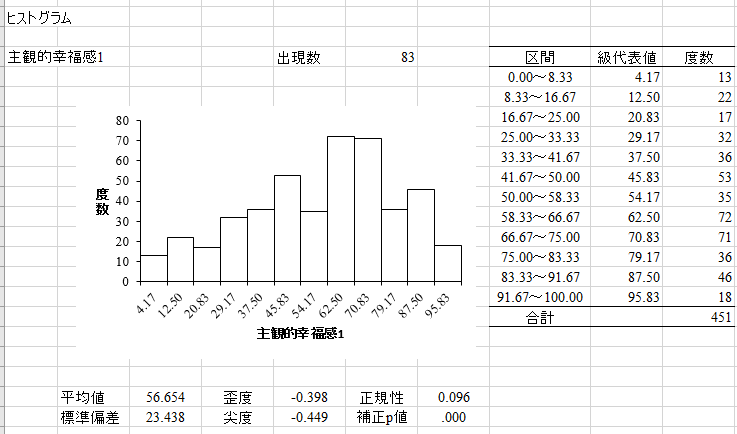 ヒストグラム
主観的幸福感1 出現数 83
区間 級代表値 度数
0.00～8.33 4.17 13
8.33～16.67 12.50 22
16.67～25.00 20.83 17
25.00～33.33 29.17 32
33.33～41.67 37.50 36
41.67～50.00 45.83 53
50.00～58.33 54.17 35
58.33～66.67 62.50 72
66.67～75.00 70.83 71
75.00～83.33 79.17 36
83.33～91.67 87.50 46
91.67～100.00 95.83 18
合計 451
度数
80
70
60
50
40
30
20
10
0
4.17 12.50 20.83 29.17 37.50 45.83 54.17 62.50 70.83 79.17 87.50 95.83
主観的幸福感1
平均値 56.654 歪度 -0.398 正規性 0.096
標準偏差 23.438 尖度 -0.449 補正p値 .000